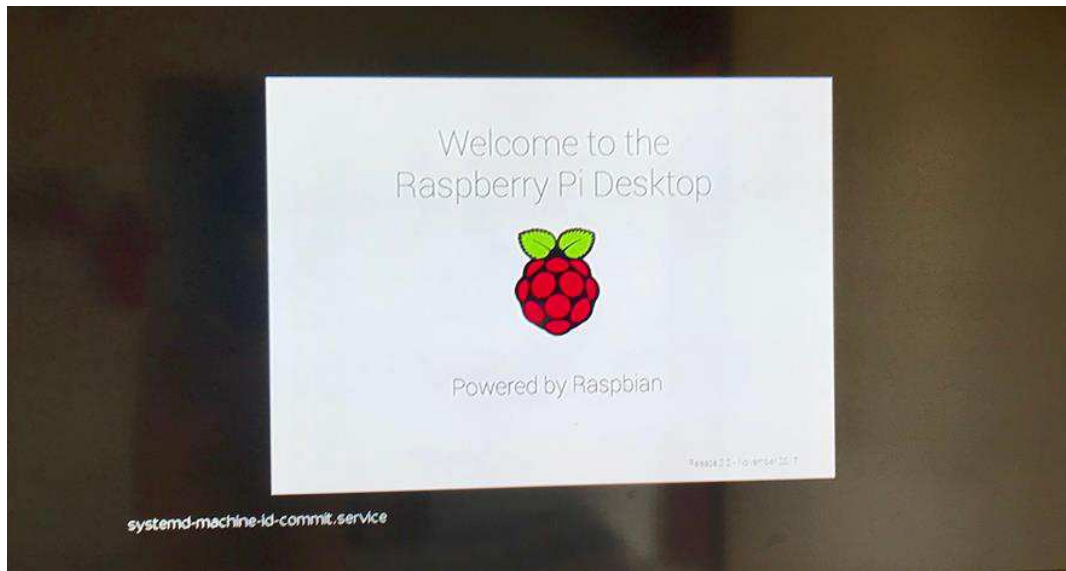 Welcome to the
Raspberry Pi Desktop
Powered by Raspbian
systemd-machine-id-commit.service